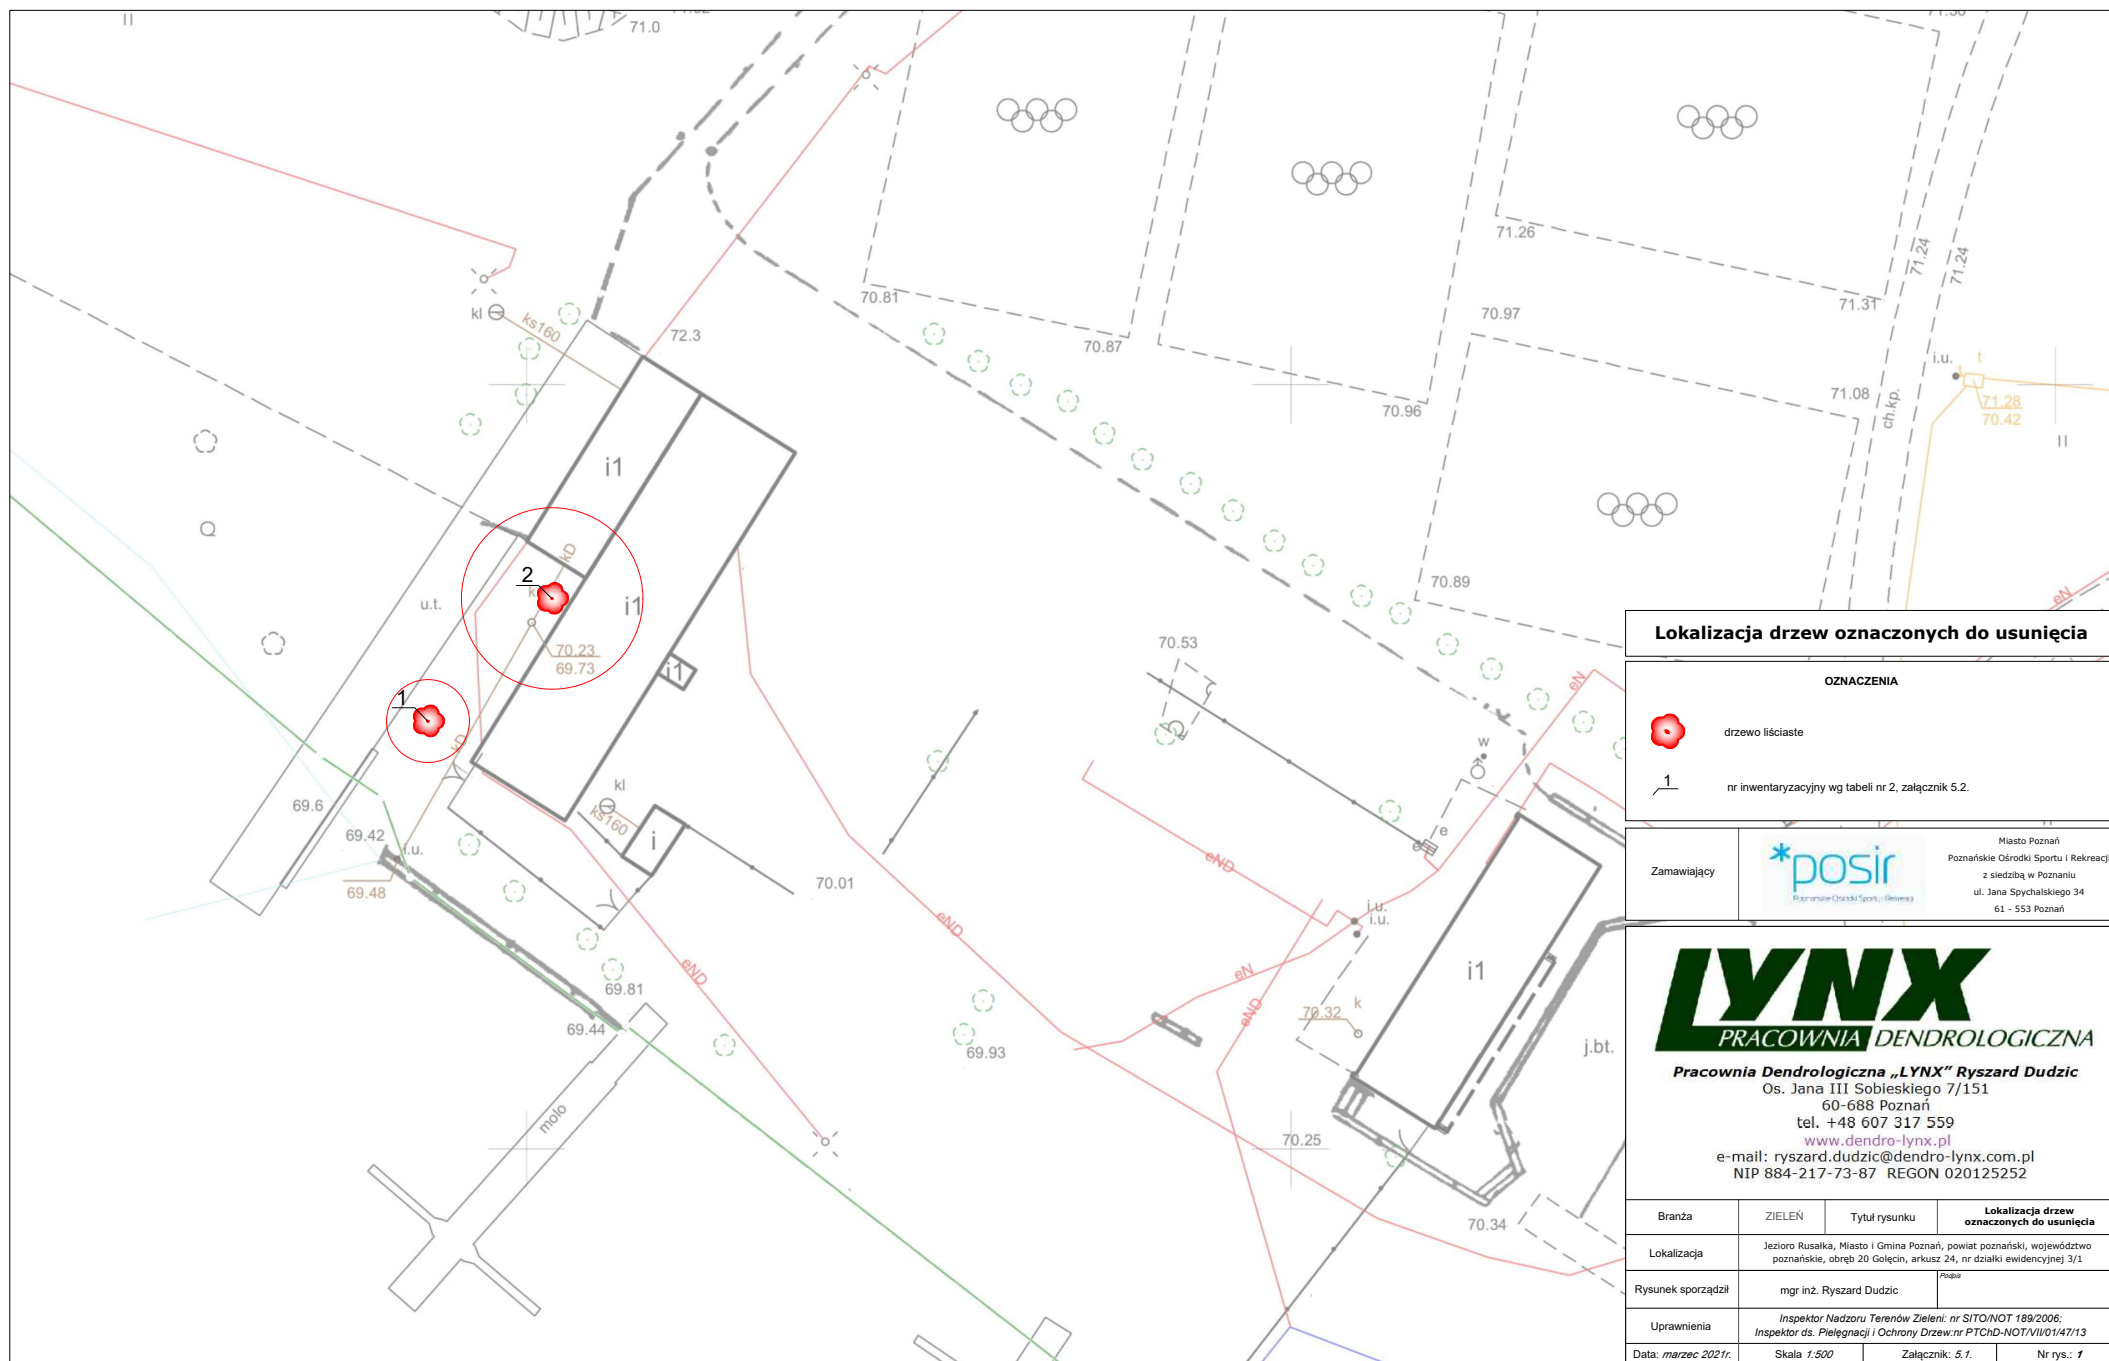 II
71.0
kl
ks160
72.3
70.81
70.87
71.26
71.24
71.24
71.31
70.97
70.96
71.08
ch.kp.
i.u.
t
71.28
70.42
II
i1
Q
u.t.
2
kD
k
i1
70.23
69.73
i1
1
kD
70.89
eN
70.53
eN
w
e
e
69.6
69.42
i.u.
69.48
kl
ks160
i
70.01
eND
eND
eND
eN
eND
i.u.
i.u.
i1
k
70.32
69.81
69.44
69.93
j.bt.
molo
70.25
70.34
Lokalizacja drzew oznaczonych do usunięcia
OZNACZENIA
drzewo liściaste
1
nr inwentaryzacyjny wg tabeli nr 2, załącznik 5.2.
Zamawiający
*posir
Poznańskie Ośrodki Sportu i Rekreacji
Miasto Poznań
Poznańskie Ośrodki Sportu i Rekreacji
z siedzibą w Poznaniu
ul. Jana Spychalskiego 34
61 - 553 Poznań
LYNX
PRACOWNIA DENDROLOGICZNA
Pracownia Dendrologiczna „LYNX” Ryszard Dudzic
Os. Jana III Sobieskiego 7/151
60-688 Poznań
tel. +48 607 317 559
www.dendro-lynx.pl
e-mail: ryszard.dudzic@dendro-lynx.com.pl
NIP 884-217-73-87 REGON 020125252
Branża
ZIELEŃ
Tytuł rysunku
Lokalizacja drzew
oznaczonych do usunięcia
Lokalizacja
Jezioro Rusałka, Miasto i Gmina Poznań, powiat poznański, województwo
poznańskie, obręb 20 Golęcin, arkusz 24, nr działki ewidencyjnej 3/1
Rysunek sporządził
mgr inż. Ryszard Dudzic
Podpis
Uprawnienia
Inspektor Nadzoru Terenów Zieleni: nr SITO/NOT 189/2006;
Inspektor ds. Pielęgnacji i Ochrony Drzew:nr PTChD-NOT/VII/01/47/13
Data: marzec 2021r.
Skala 1:500
Załącznik: 5.1.
Nr rys.: 1